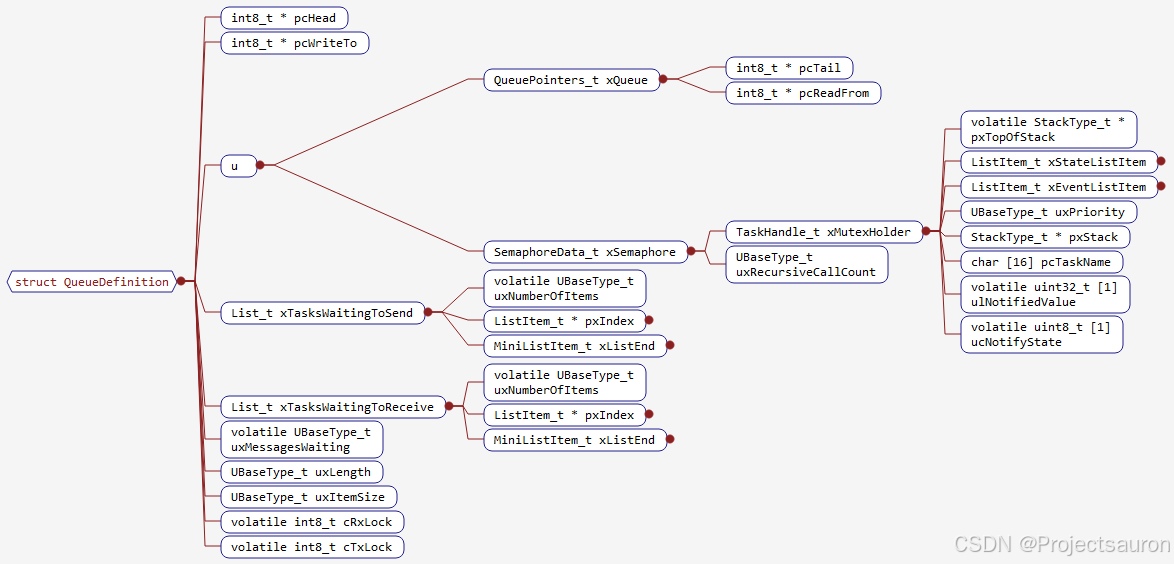 struct QueueDefinition
int8_t * pcHead
int8_t * pcWriteTo
u
QueuePointers_t xQueue
int8_t * pcTail
int8_t * pcReadFrom
SemaphoreData_t xSemaphore
TaskHandle_t xMutexHolder
volatile StackType_t *
pxTopOfStack
ListItem_t xStateListItem
ListItem_t xEventListItem
UBaseType_t uxPriority
StackType_t * pxStack
char [16] pcTaskName
volatile uint32_t [1]
ulNotifiedValue
volatile uint8_t [1]
ucNotifyState
UBaseType_t
uxRecursiveCallCount
List_t xTasksWaitingToSend
volatile UBaseType_t
uxNumberOfItems
ListItem_t * pxIndex
MiniListItem_t xListEnd
List_t xTasksWaitingToReceive
volatile UBaseType_t
uxNumberOfItems
ListItem_t * pxIndex
MiniListItem_t xListEnd
volatile UBaseType_t
uxMessagesWaiting
UBaseType_t uxLength
UBaseType_t uxItemSize
volatile int8_t cRxLock
volatile int8_t cTxLock
CSDN @Projectsauron